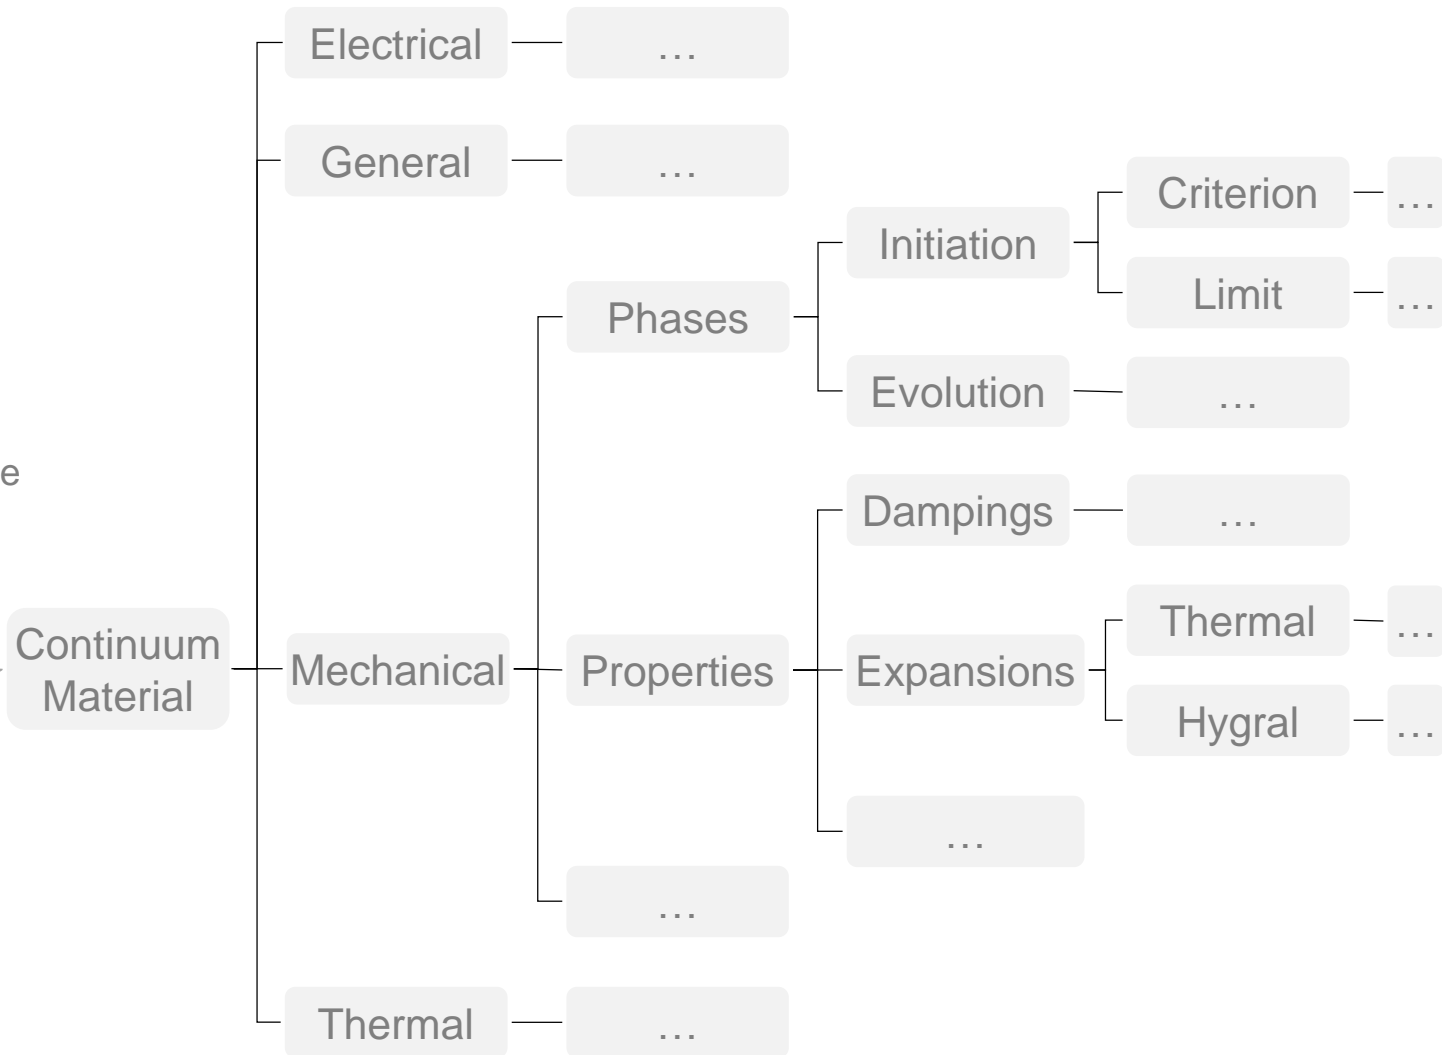 Electrical
…
General
…
Criterion
…
Initiation
Limit
…
Phases
Evolution
…
e
Dampings
…
Continuum
Material
Mechanical
Properties
Expansions
Thermal
…
Hygral
…
…
…
Thermal
…